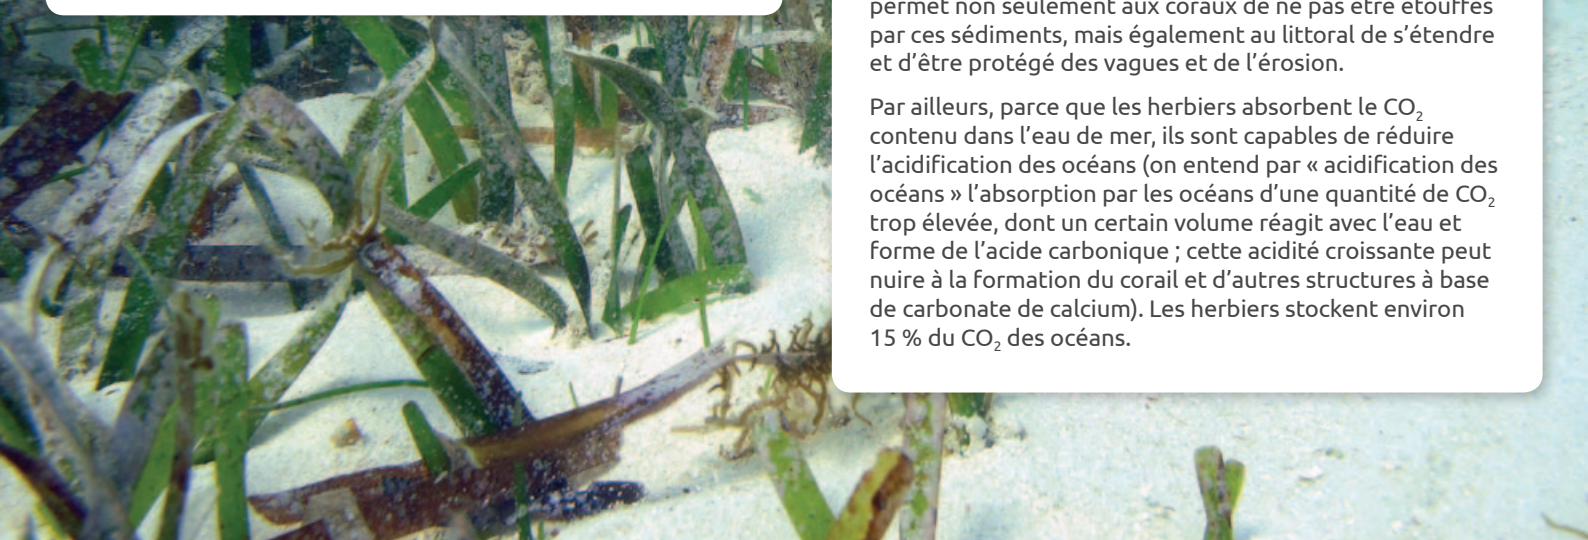 permet non seulement aux coraux de ne pas être étouffés
par ces sédiments, mais également au littoral de s’étendre
et d’être protégé des vagues et de l’érosion.
Par ailleurs, parce que les herbiers absorbent le CO₂
contenu dans l’eau de mer, ils sont capables de réduire
l’acidification des océans (on entend par « acidification des
océans » l’absorption par les océans d’une quantité de CO₂
trop élevée, dont un certain volume réagit avec l’eau et
forme de l’acide carbonique ; cette acidité croissante peut
nuire à la formation du corail et d’autres structures à base
de carbonate de calcium). Les herbiers stockent environ
15 % du CO₂ des océans.